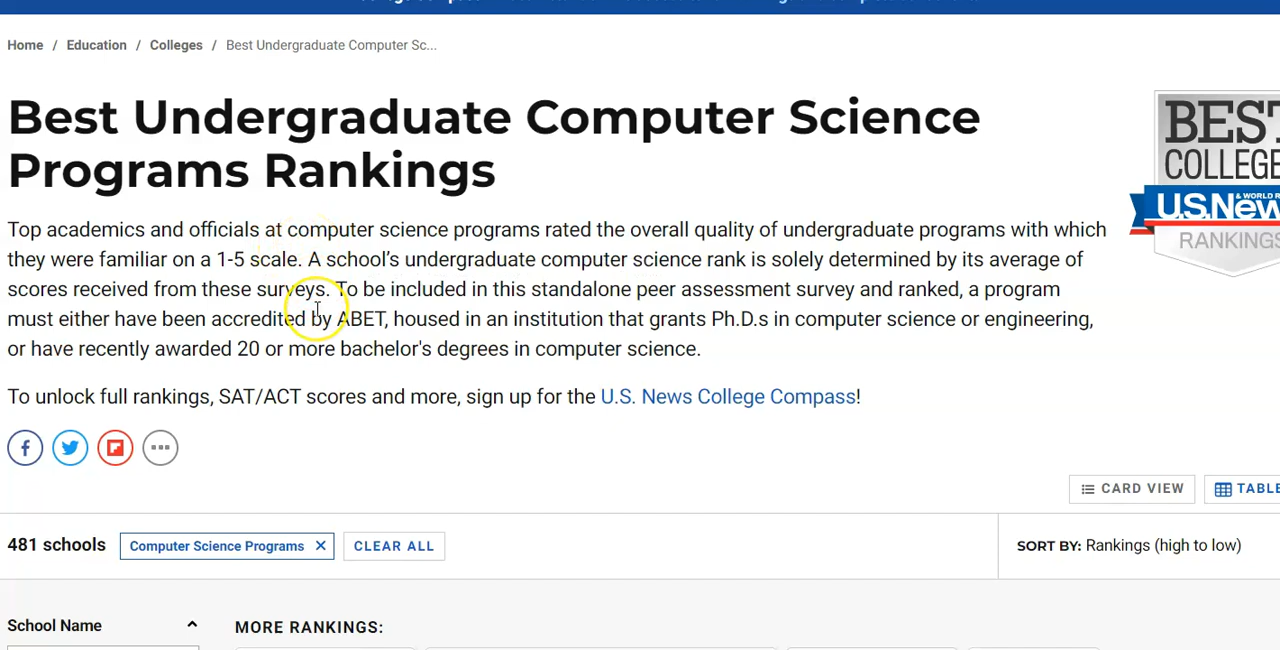 Home / Education / Colleges / Best Undergraduate Computer Sc...
Best Undergraduate Computer Science
Programs Rankings
BEST
COLLEGE
U.S.New
& WORLD R
RANKINGS
Top academics and officials at computer science programs rated the overall quality of undergraduate programs with which
they were familiar on a 1-5 scale. A school's undergraduate computer science rank is solely determined by its average of
scores received from these surveys. To be included in this standalone peer assessment survey and ranked, a program
must either have been accredited by ABET, housed in an institution that grants Ph.D.s in computer science or engineering,
or have recently awarded 20 or more bachelor's degrees in computer science.
To unlock full rankings, SAT/ACT scores and more, sign up for the U.S. News College Compass!
CARD VIEW
TABLE
481 schools
Computer Science Programs
CLEAR ALL
SORT BY: Rankings (high to low)
School Name
MORE RANKINGS: